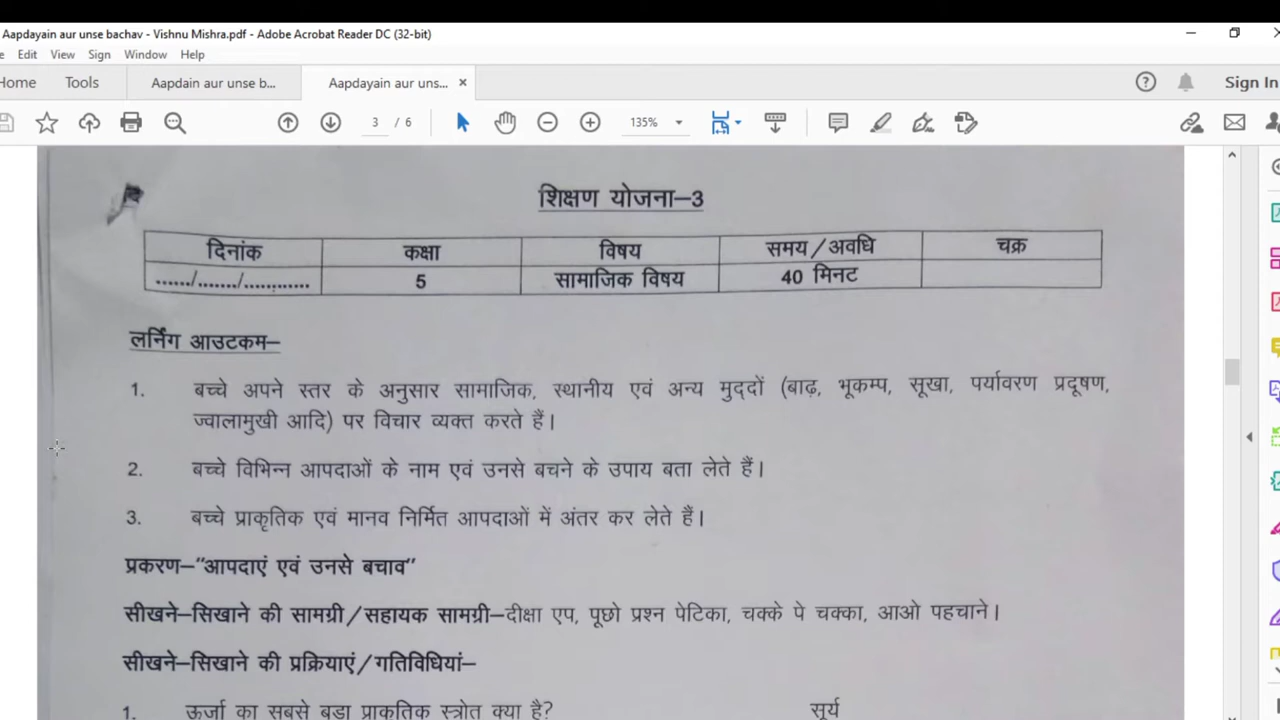 Aapdayain aur unse bachav - Vishnu Mishra.pdf - Adobe Acrobat Reader DC (32-bit)
Edit View Sign Window Help
Home Tools Aapdain aur unse b... Aapdayain aur uns... × Sign In
3 / 6 135%
शिक्षण योजना–3
दिनांक कक्षा विषय समय/अवधि चक्र
....../......./............ 5 सामाजिक विषय 40 मिनट
लर्निंग आउटकम–
1. बच्चे अपने स्तर के अनुसार सामाजिक, स्थानीय एवं अन्य मुद्दों (बाढ़, भूकम्प, सूखा, पर्यावरण प्रदूषण,
ज्वालामुखी आदि) पर विचार व्यक्त करते हैं।
2. बच्चे विभिन्न आपदाओं के नाम एवं उनसे बचने के उपाय बता लेते हैं।
3. बच्चे प्राकृतिक एवं मानव निर्मित आपदाओं में अंतर कर लेते हैं।
प्रकरण–"आपदाएं एवं उनसे बचाव"
सीखने–सिखाने की सामग्री/सहायक सामग्री–दीक्षा एप, पूछो प्रश्न पेटिका, चक्के पे चक्का, आओ पहचाने।
सीखने–सिखाने की प्रक्रियाएं/गतिविधियां–
1. ऊर्जा का सबसे बड़ा प्राकृतिक स्त्रोत क्या है? सूर्य